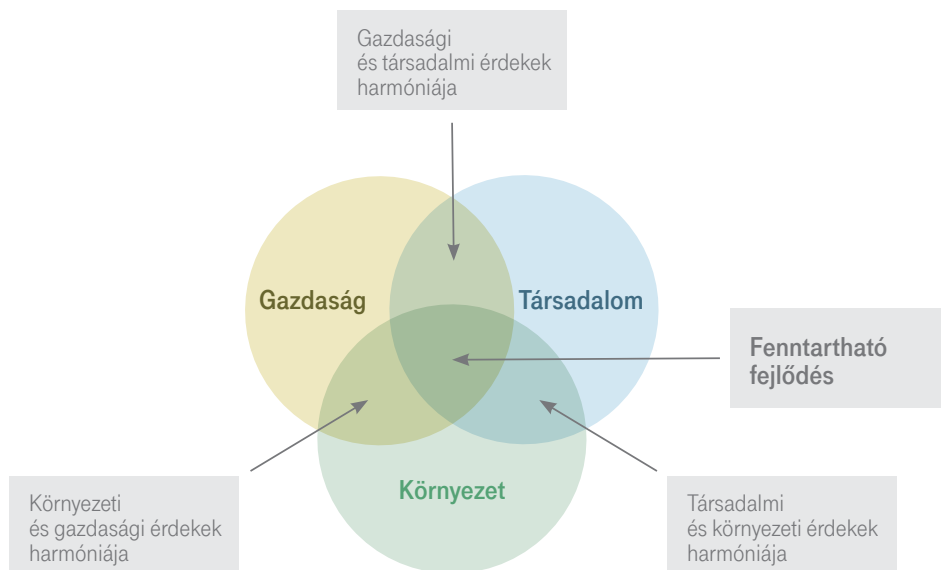 Gazdasági
és társadalmi érdekek
harmóniája
Gazdaság
Társadalom
Fenntartható
fejlődés
Környezet
Környezeti
és gazdasági érdekek
harmóniája
Társadalmi
és környezeti érdekek
harmóniája